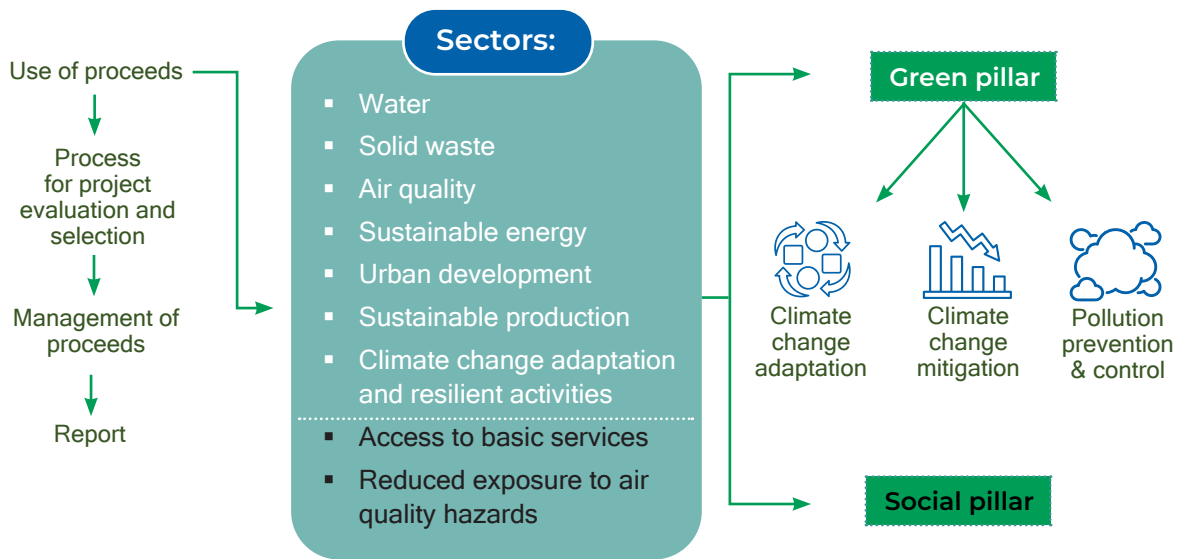 Use of proceeds
Process
for project
evaluation and
selection
Management of
proceeds
Report
Sectors:
▪ Water
▪ Solid waste
▪ Air quality
▪ Sustainable energy
▪ Urban development
▪ Sustainable production
▪ Climate change adaptation
and resilient activities
▪ Access to basic services
▪ Reduced exposure to air
quality hazards
Green pillar
Climate
change
adaptation
Climate
change
mitigation
Pollution
prevention
& control
Social pillar